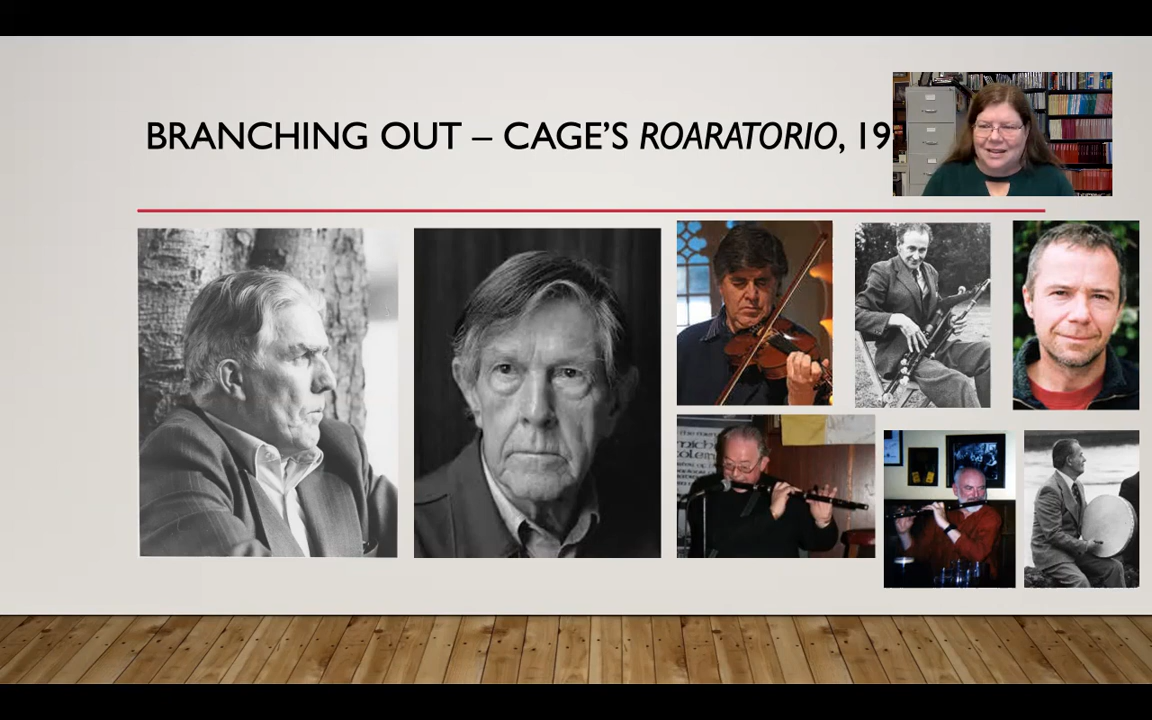 BRANCHING OUT – CAGE'S ROARATORIO, 19